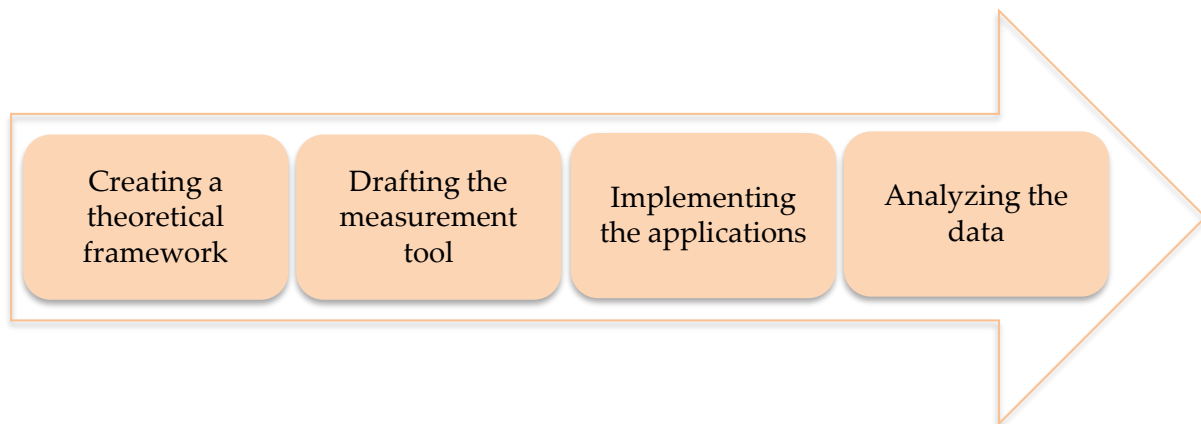 Creating a
theoretical
framework
Drafting the
measurement
tool
Implementing
the applications
Analyzing the
data